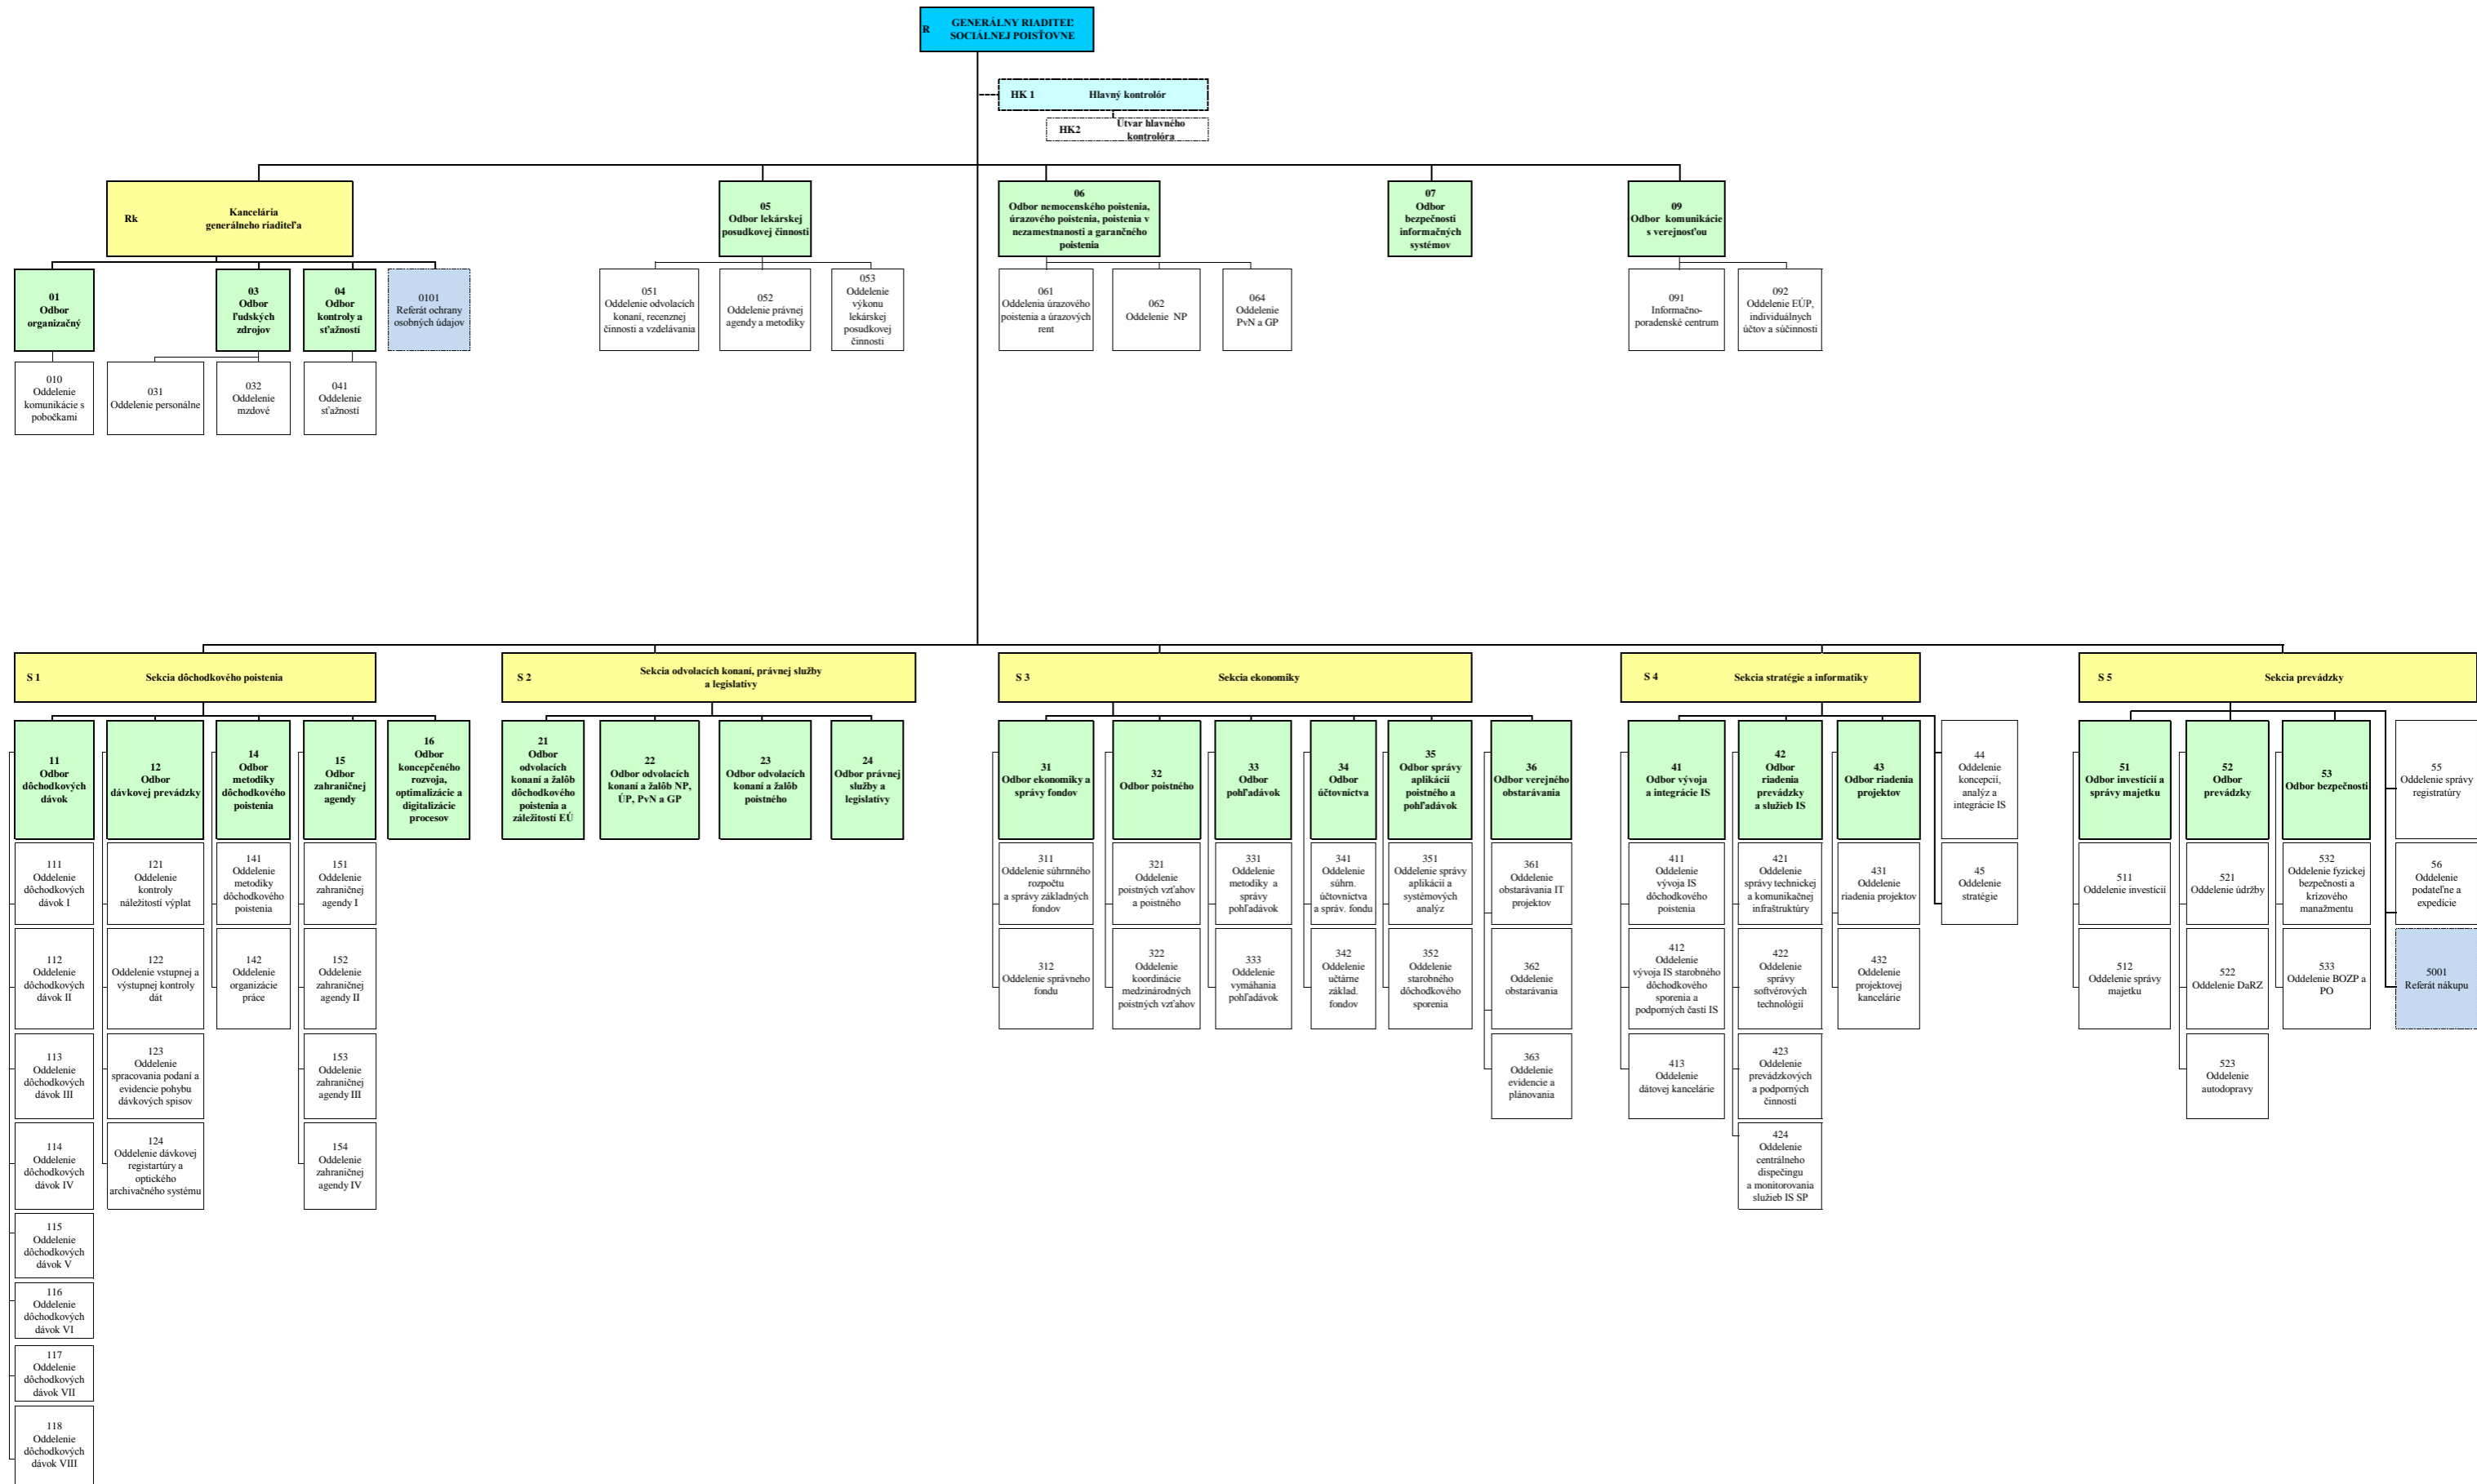 R
GENERÁLNY RIADITEĽ
SOCIÁLNEJ POISŤOVNE
HK 1
Hlavný kontrolór
HK2
Útvar hlavného
kontrolóra
Rk
Kancelária
generálneho riaditeľa
05
Odbor lekárskej
posudkovej činnosti
06
Odbor nemocenského poistenia,
úrazového poistenia, poistenia v
nezamestnanosti a garančného
poistenia
07
Odbor
bezpečnosti
informačných
systémov
09
Odbor  komunikácie
s verejnosťou
01
Odbor
organizačný
03
Odbor
ľudských
zdrojov
04
Odbor
kontroly a
sťažností
0101
Referát ochrany
osobných údajov
051
Oddelenie odvolacích
konaní, recenznej
činnosti a vzdelávania
052
Oddelenie právnej
agendy a metodiky
053
Oddelenie
výkonu
lekárskej
posudkovej
činnosti
061
Oddelenia úrazového
poistenia a úrazových
rent
062
Oddelenie  NP
064
Oddelenie
PvN a GP
091
Informačno-
poradenské centrum
092
Oddelenie EÚP,
individuálnych
účtov a súčinnosti
010
Oddelenie
komunikácie s
pobočkami
031
Oddelenie personálne
032
Oddelenie
mzdové
041
Oddelenie
sťažností
S 1
Sekcia dôchodkového poistenia
S 2
Sekcia odvolacích konaní, právnej služby
a legislatívy
S 3
Sekcia ekonomiky
S 4
Sekcia stratégie a informatiky
S 5
Sekcia prevádzky
11
Odbor
dôchodkových
dávok
12
Odbor
dávkovej prevádzky
14
Odbor
metodiky
dôchodkového
poistenia
15
Odbor
zahraničnej
agendy
16
Odbor
koncepčeného
rozvoja,
optimalizácie a
digitalizácie
procesov
21
Odbor
odvolacích
konaní a žalôb
dôchodkového
poistenia a
záležitostí EÚ
22
Odbor odvolacích
konaní a žalôb NP,
ÚP, PvN a GP
23
Odbor odvolacích
konaní a žalôb
poistného
24
Odbor právnej
služby a
legislatívy
31
Odbor ekonomiky a
správy fondov
32
Odbor poistného
33
Odbor
pohľadávok
34
Odbor
účtovníctva
35
Odbor správy
aplikácií
poistného a
pohľadávok
36
Odbor verejného
obstarávania
41
Odbor vývoja
a integrácie IS
42
Odbor
riadenia
prevádzky
a služieb IS
43
Odbor riadenia
projektov
44
Oddelenie
koncepcií,
analýz a
integrácie IS
51
Odbor investícií a
správy majetku
52
Odbor
prevádzky
53
Odbor bezpečnosti
55
Oddelenie správy
registratúry
111
Oddelenie
dôchodkových
dávok I
121
Oddelenie
kontroly
náležitostí výplat
141
Oddelenie
metodiky
dôchodkového
poistenia
151
Oddelenie
zahraničnej
agendy I
311
Oddelenie súhrnného
rozpočtu
a správy základných
fondov
321
Oddelenie
poistných vzťahov
a poistného
331
Oddelenie
metodiky  a
správy
pohľadávok
341
Oddelenie
súhrn.
účtovníctva
a správ. fondu
351
Oddelenie správy
aplikácií a
systémových
analýz
361
Oddelenie
obstarávania IT
projektov
411
Oddelenie
vývoja IS
dôchodkového
poistenia
421
Oddelenie
správy technickej
a komunikačnej
infraštruktúry
431
Oddelenie
riadenia projektov
45
Oddelenie
stratégie
511
Oddelenie investícií
521
Oddelenie údržby
532
Oddelenie fyzickej
bezpečnosti a
krízového
manažmentu
56
Oddelenie
podateľne a
expedície
112
Oddelenie
dôchodkových
dávok II
122
Oddelenie vstupnej a
výstupnej kontroly
dát
142
Oddelenie
organizácie
práce
152
Oddelenie
zahraničnej
agendy II
312
Oddelenie správneho
fondu
322
Oddelenie
koordinácie
medzinárodných
poistných vzťahov
333
Oddelenie
vymáhania
pohľadávok
342
Oddelenie
učtárne
základ.
fondov
352
Oddelenie
starobného
dôchodkového
sporenia
362
Oddelenie
obstarávania
412
Oddelenie
vývoja IS starobného
dôchodkového
sporenia a
podporných častí IS
422
Oddelenie
správy
softvérových
technológií
432
Oddelenie
projektovej
kancelárie
512
Oddelenie správy
majetku
522
Oddelenie DaRZ
533
Oddelenie BOZP a
PO
5001
Referát nákupu
113
Oddelenie
dôchodkových
dávok III
123
Oddelenie
spracovania podaní a
evidencie pohybu
dávkových spisov
153
Oddelenie
zahraničnej
agendy III
363
Oddelenie
evidencie a
plánovania
413
Oddelenie
dátovej kancelárie
423
Oddelenie
prevádzkových
a podporných
činností
523
Oddelenie
autodopravy
114
Oddelenie
dôchodkových
dávok IV
124
Oddelenie dávkovej
registartúry a
optického
archivačného systému
154
Oddelenie
zahraničnej
agendy IV
424
Oddelenie
centrálneho
dispečingu
a monitorovania
služieb IS SP
115
Oddelenie
dôchodkových
dávok V
116
Oddelenie
dôchodkových
dávok VI
117
Oddelenie
dôchodkových
dávok VII
118
Oddelenie
dôchodkových
dávok VIII